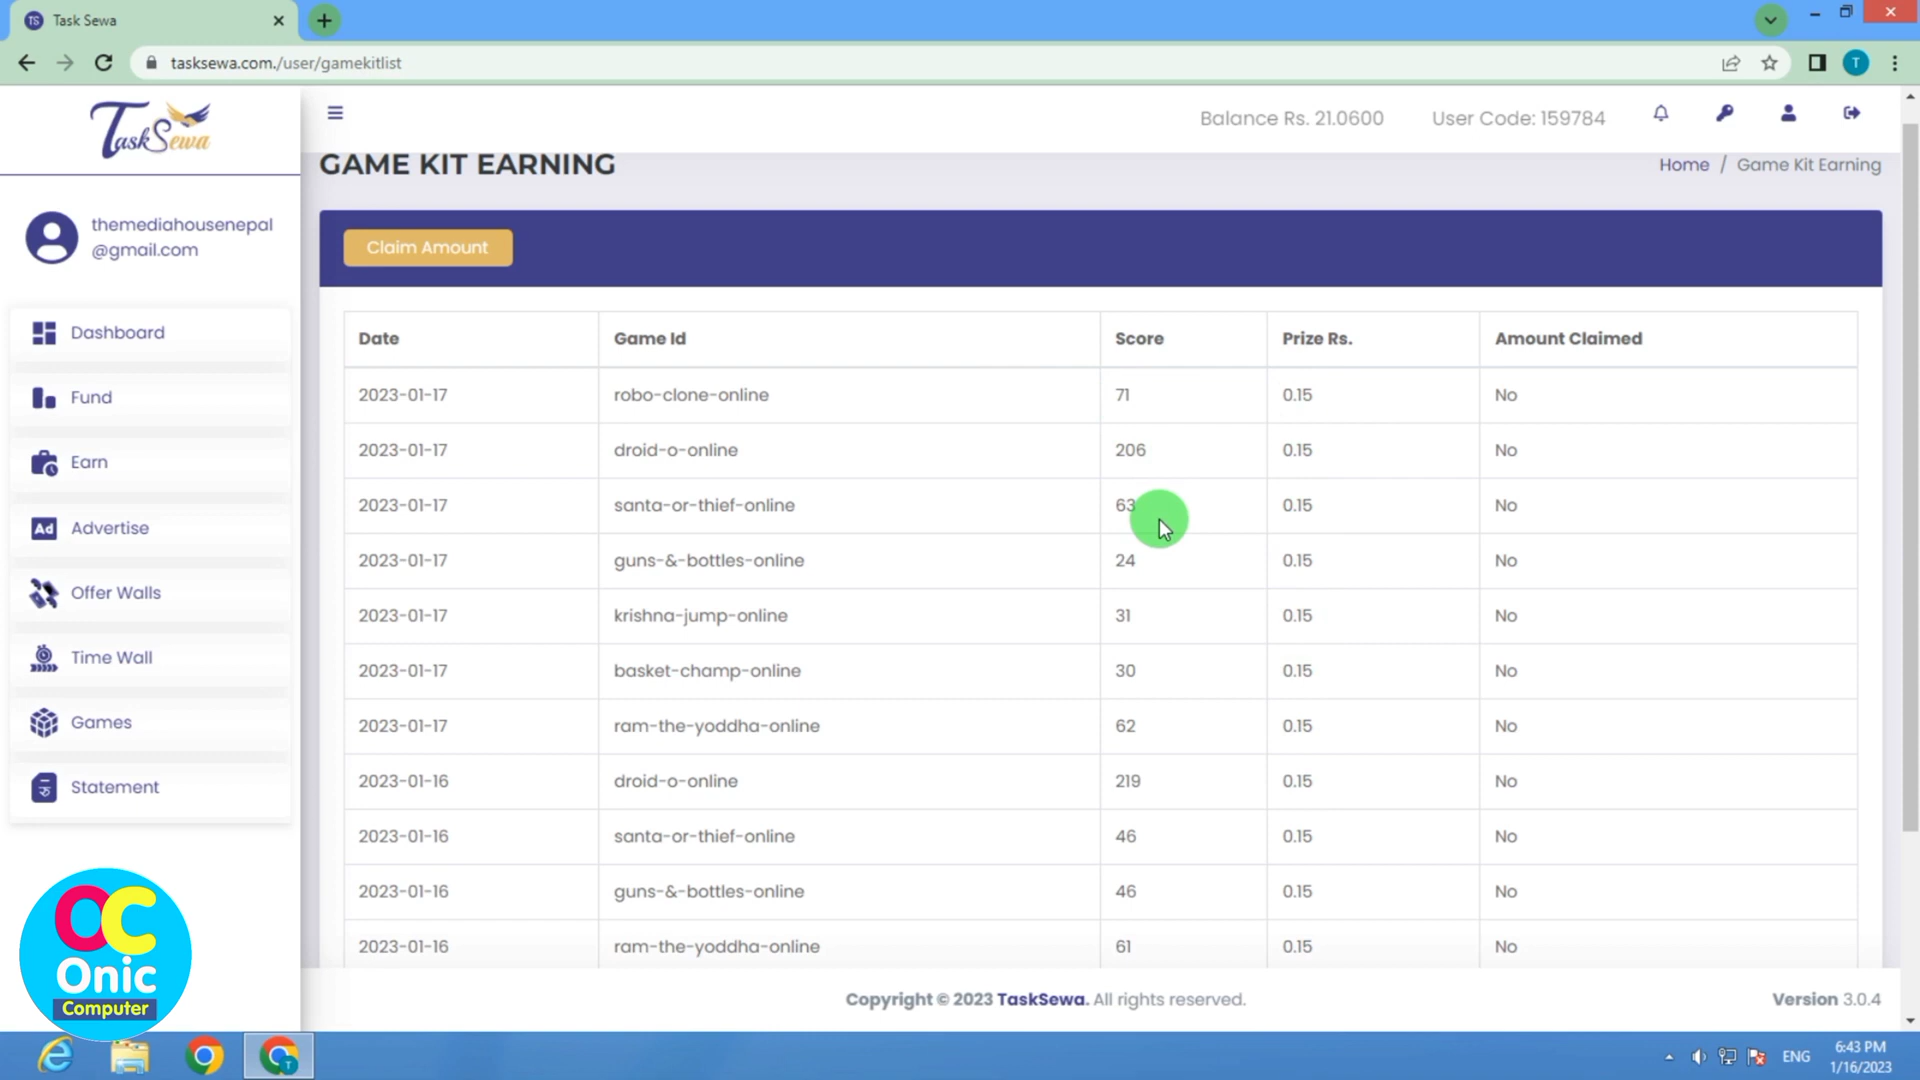 TS Task Sewa
tasksewa.com./user/gamekitlist
T
TaskSewa
Balance Rs. 21.0600
User Code: 159784
GAME KIT EARNING
Home / Game Kit Earning
themediahousenepal
@gmail.com
Claim Amount
Dashboard
Fund
Earn
Ad Advertise
Offer Walls
Time Wall
Games
Statement
Date Game Id Score Prize Rs. Amount Claimed
2023-01-17 robo-clone-online 71 0.15 No
2023-01-17 droid-o-online 206 0.15 No
2023-01-17 santa-or-thief-online 63 0.15 No
2023-01-17 guns-&-bottles-online 24 0.15 No
2023-01-17 krishna-jump-online 31 0.15 No
2023-01-17 basket-champ-online 30 0.15 No
2023-01-17 ram-the-yoddha-online 62 0.15 No
2023-01-16 droid-o-online 219 0.15 No
2023-01-16 santa-or-thief-online 46 0.15 No
2023-01-16 guns-&-bottles-online 46 0.15 No
2023-01-16 ram-the-yoddha-online 61 0.15 No
OC
Onic
Computer
Copyright © 2023 TaskSewa. All rights reserved.
Version 3.0.4
T
ENG
6:43 PM
1/16/2023